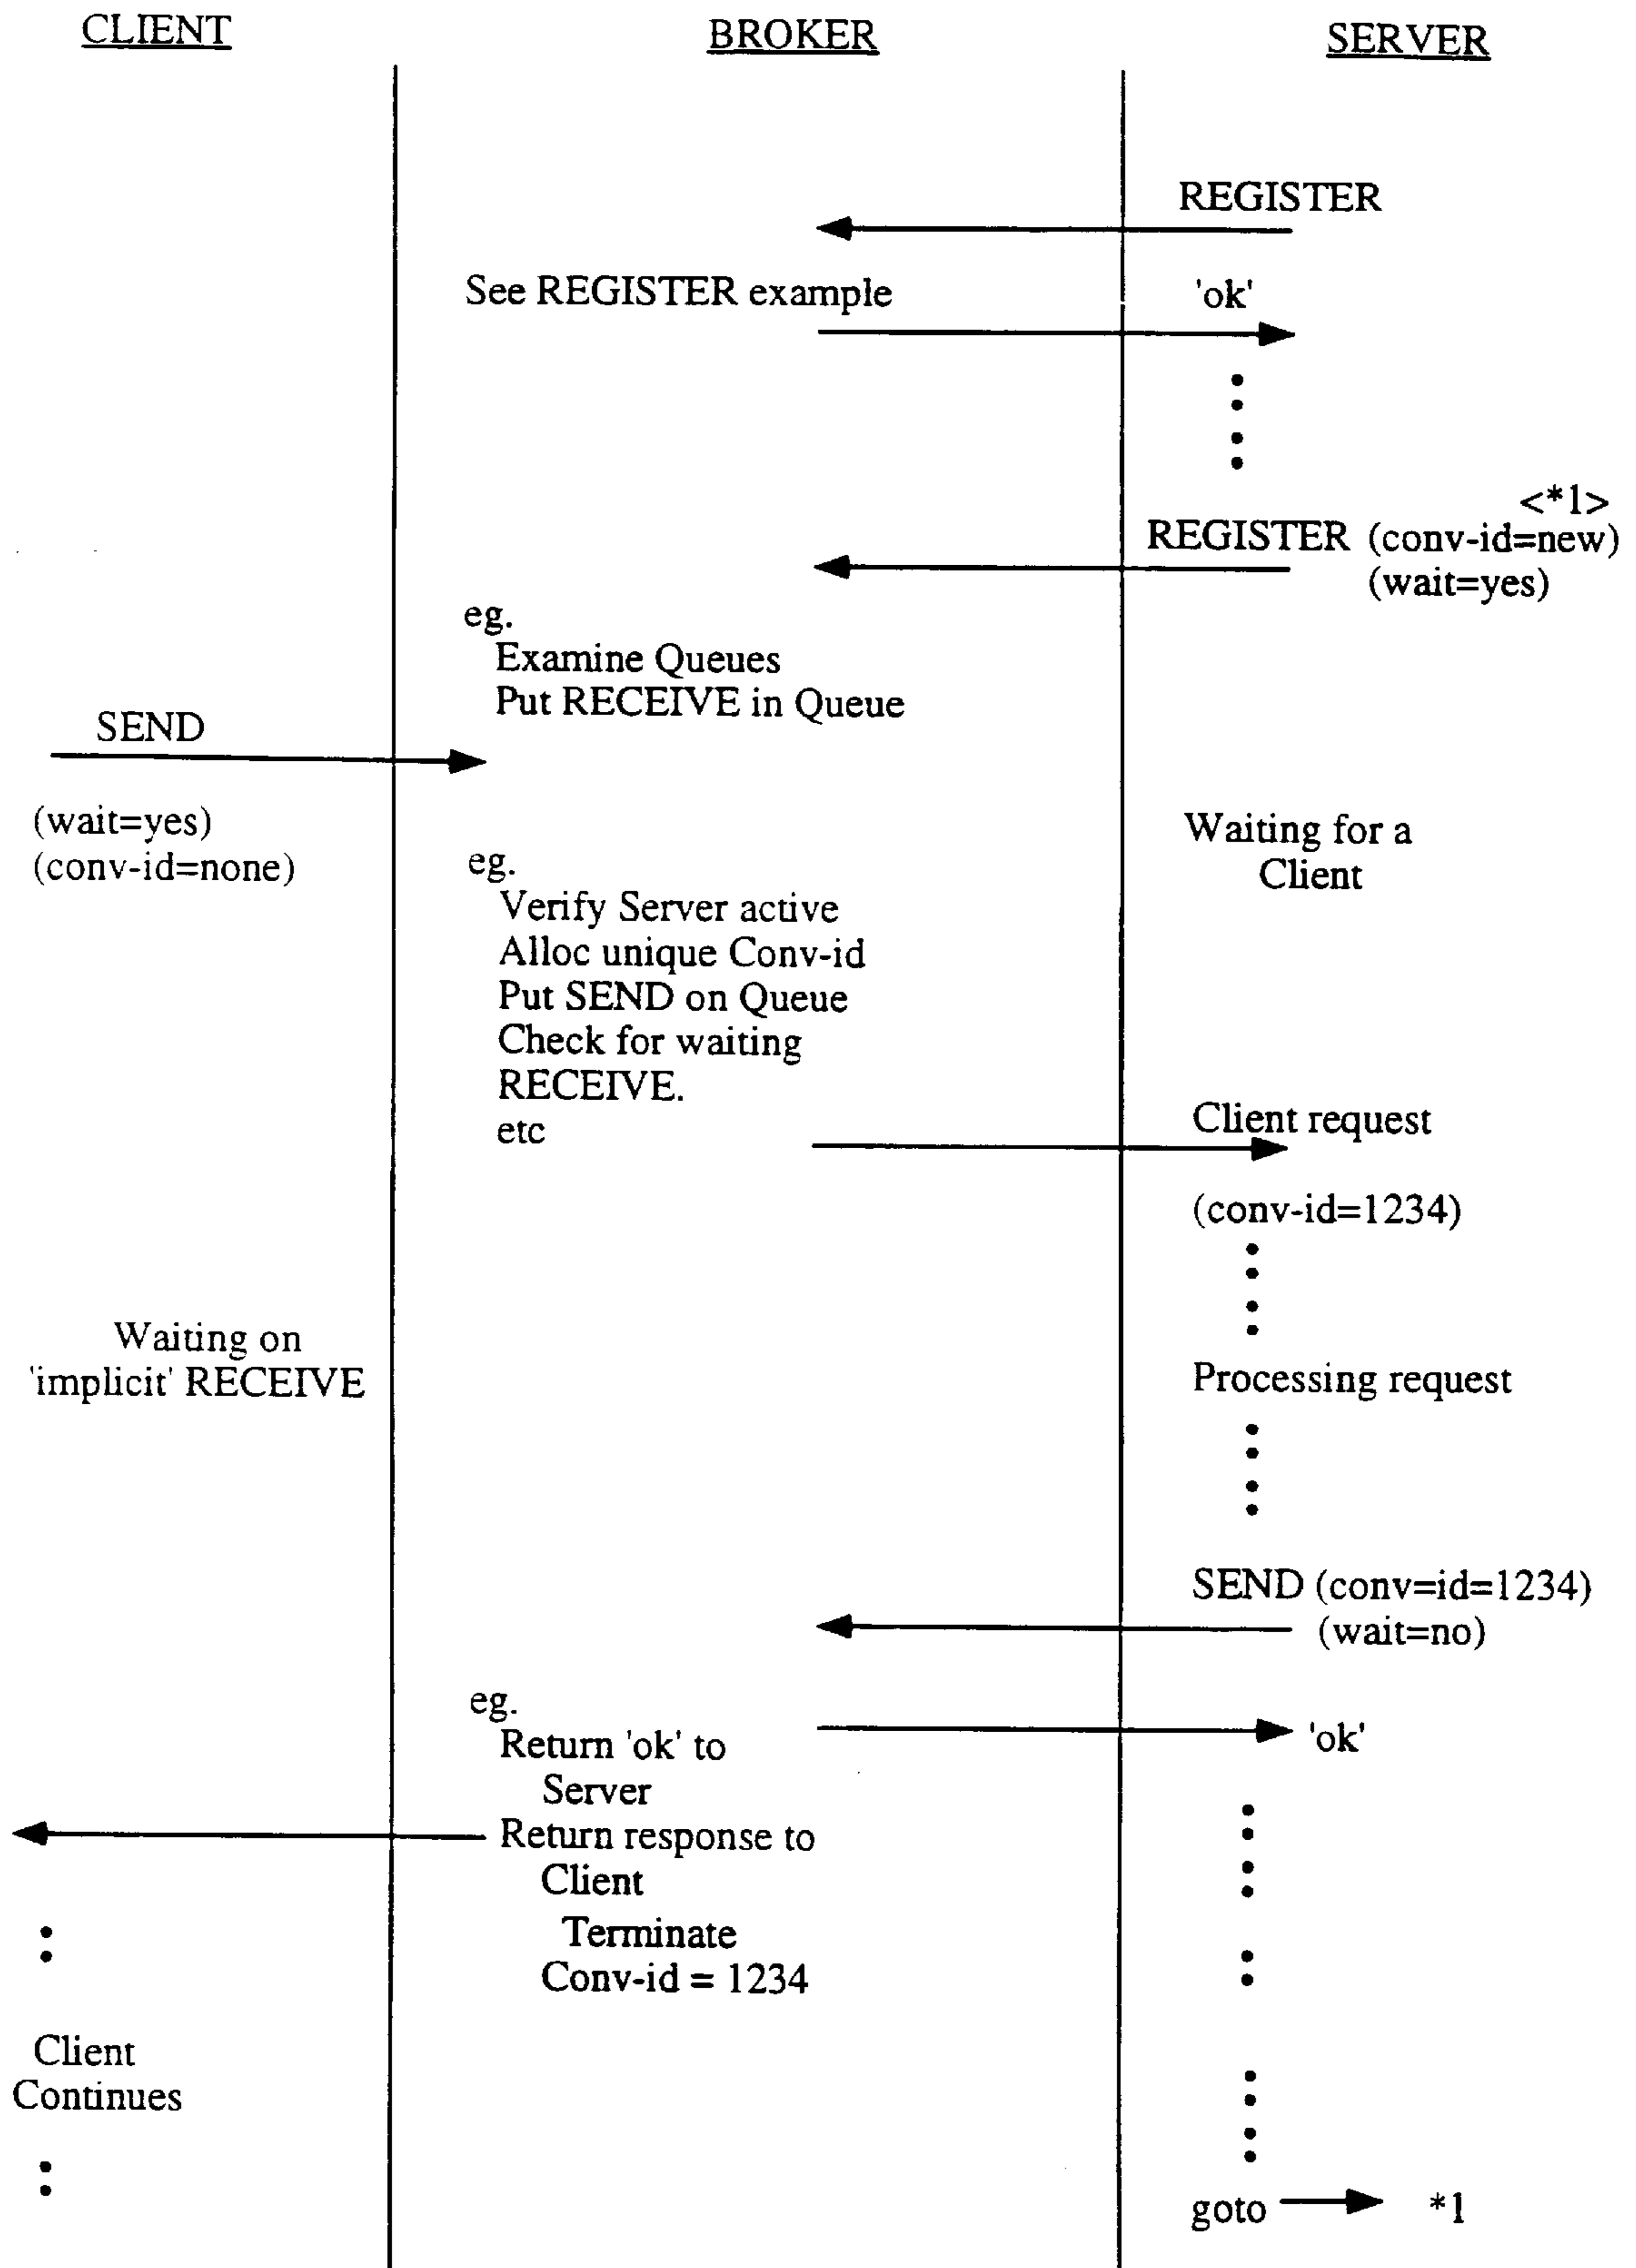 CLIENT
BROKER
SERVER
REGISTER
See REGISTER example
'ok'
<*1>
REGISTER (conv-id=new)
(wait=yes)
eg.
Examine Queues
Put RECEIVE in Queue
SEND
(wait=yes)
(conv-id=none)
Waiting for a
Client
eg.
Verify Server active
Alloc unique Conv-id
Put SEND on Queue
Check for waiting
RECEIVE.
etc
Client request
(conv-id=1234)
Waiting on
'implicit' RECEIVE
Processing request
SEND (conv=id=1234)
(wait=no)
eg.
Return 'ok' to
Server
'ok'
Return response to
Client
Terminate
Conv-id = 1234
Client
Continues
goto
*1